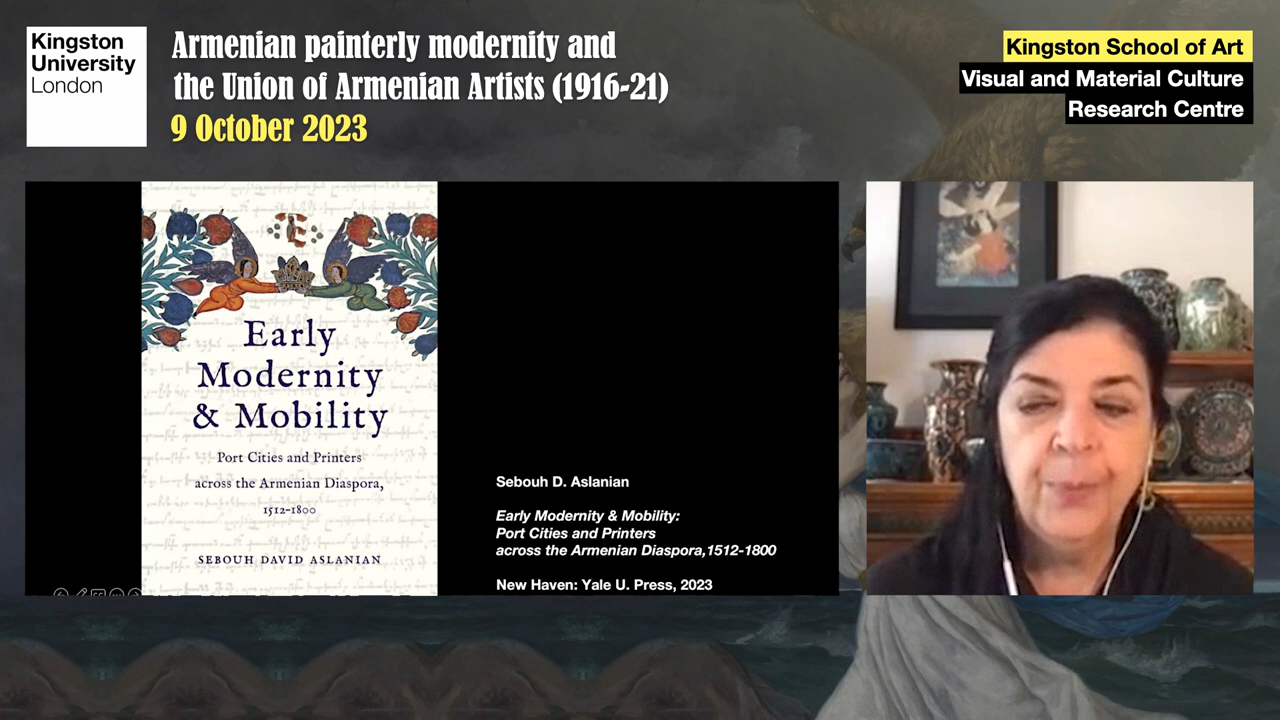 Kingston
University
London
Armenian painterly modernity and
the Union of Armenian Artists (1916-21)
9 October 2023
Kingston School of Art
Visual and Material Culture
Research Centre
Early
Modernity
& Mobility
Port Cities and Printers
across the Armenian Diaspora,
1512–1800
SEBOUH DAVID ASLANIAN
Sebouh D. Aslanian
Early Modernity & Mobility:
Port Cities and Printers
across the Armenian Diaspora,1512-1800
New Haven: Yale U. Press, 2023